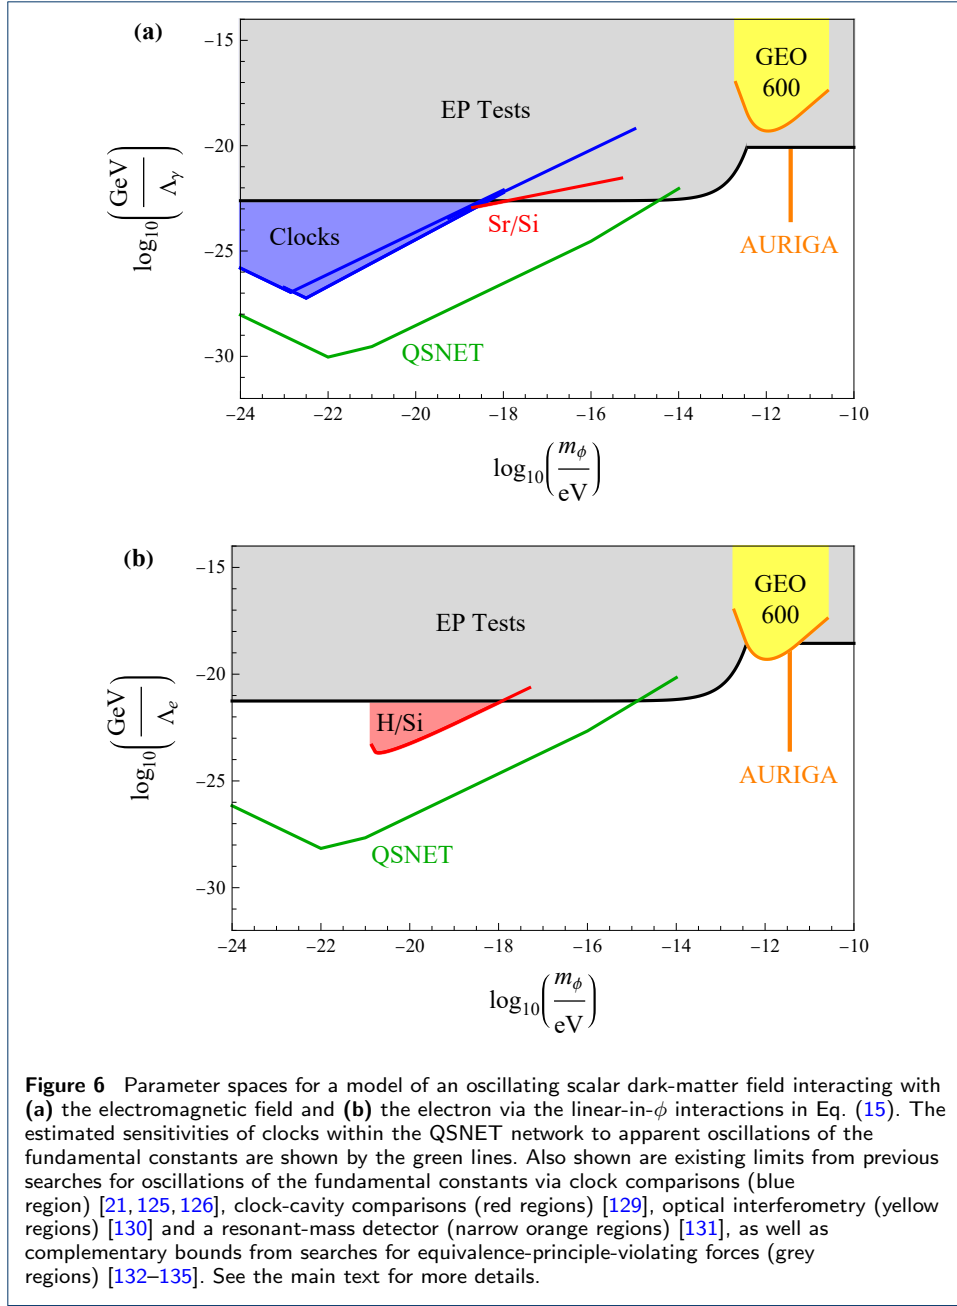 (a)
−15
−20
−25
−30
log₁₀(GeV/Λγ)
EP Tests
GEO
600
Clocks
Sr/Si
QSNET
AURIGA
−24 −22 −20 −18 −16 −14 −12 −10
log₁₀(mϕ/eV)
(b)
−15
−20
−25
−30
log₁₀(GeV/Λe)
EP Tests
GEO
600
H/Si
QSNET
AURIGA
−24 −22 −20 −18 −16 −14 −12 −10
log₁₀(mϕ/eV)
Figure 6 Parameter spaces for a model of an oscillating scalar dark-matter field interacting with
(a) the electromagnetic field and (b) the electron via the linear-in-ϕ interactions in Eq. (15). The
estimated sensitivities of clocks within the QSNET network to apparent oscillations of the
fundamental constants are shown by the green lines. Also shown are existing limits from previous
searches for oscillations of the fundamental constants via clock comparisons (blue
region) [21,125,126], clock-cavity comparisons (red regions) [129], optical interferometry (yellow
regions) [130] and a resonant-mass detector (narrow orange regions) [131], as well as
complementary bounds from searches for equivalence-principle-violating forces (grey
regions) [132–135]. See the main text for more details.